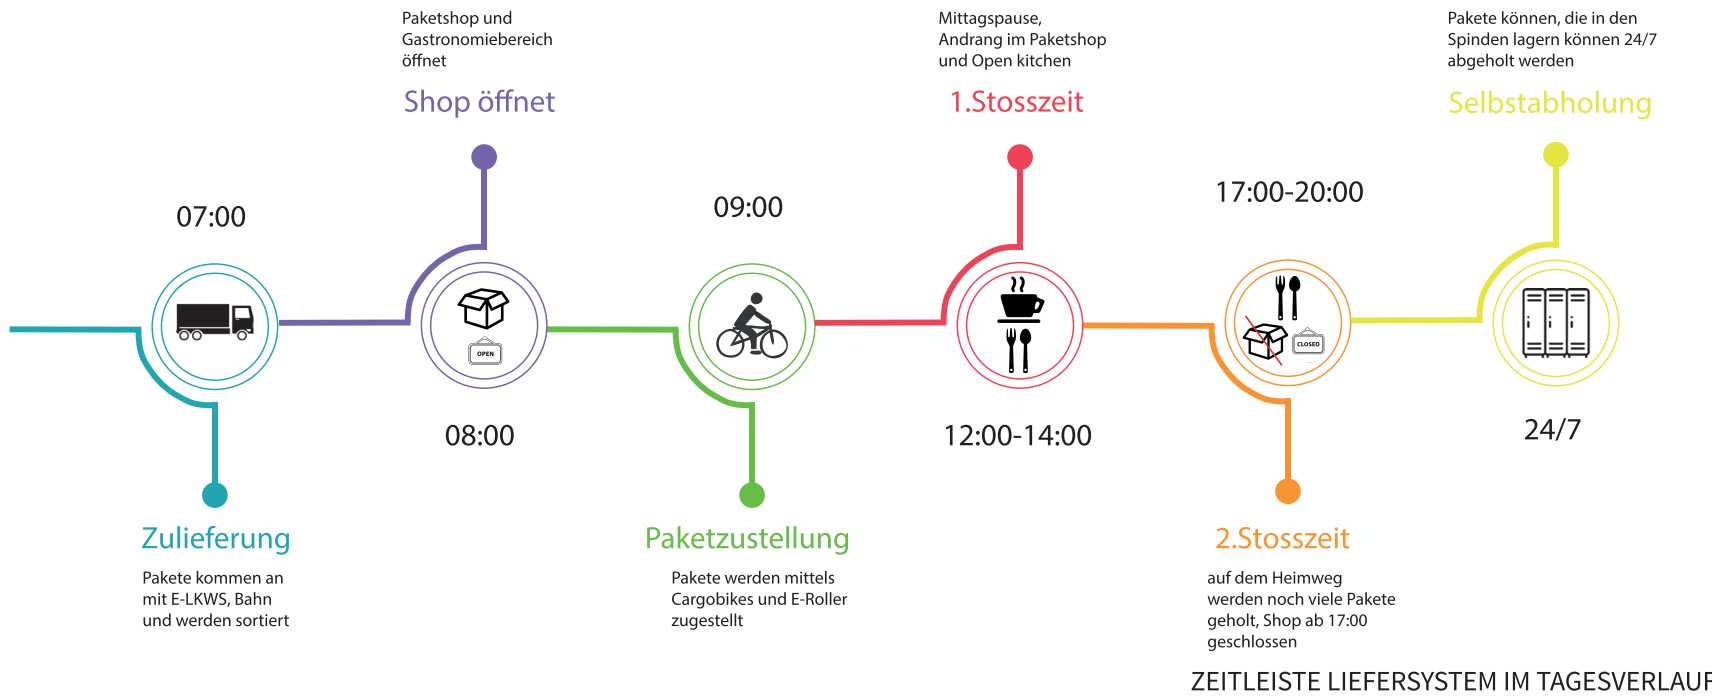 Paketshop und
Gastronomiebereich
öffnet
Shop öffnet
Mittagspause,
Andrang im Paketshop
und Open kitchen
1.Stosszeit
Pakete können, die in den
Spinden lagern können 24/7
abgeholt werden
Selbstabholung
07:00
09:00
17:00-20:00
OPEN
CLOSED
08:00
12:00-14:00
24/7
Zulieferung
Pakete kommen an
mit E-LKWS, Bahn
und werden sortiert
Paketzustellung
Pakete werden mittels
Cargobikes und E-Roller
zugestellt
2.Stosszeit
auf dem Heimweg
werden noch viele Pakete
geholt, Shop ab 17:00
geschlossen
ZEITLEISTE LIEFERSYSTEM IM TAGESVERLAUF